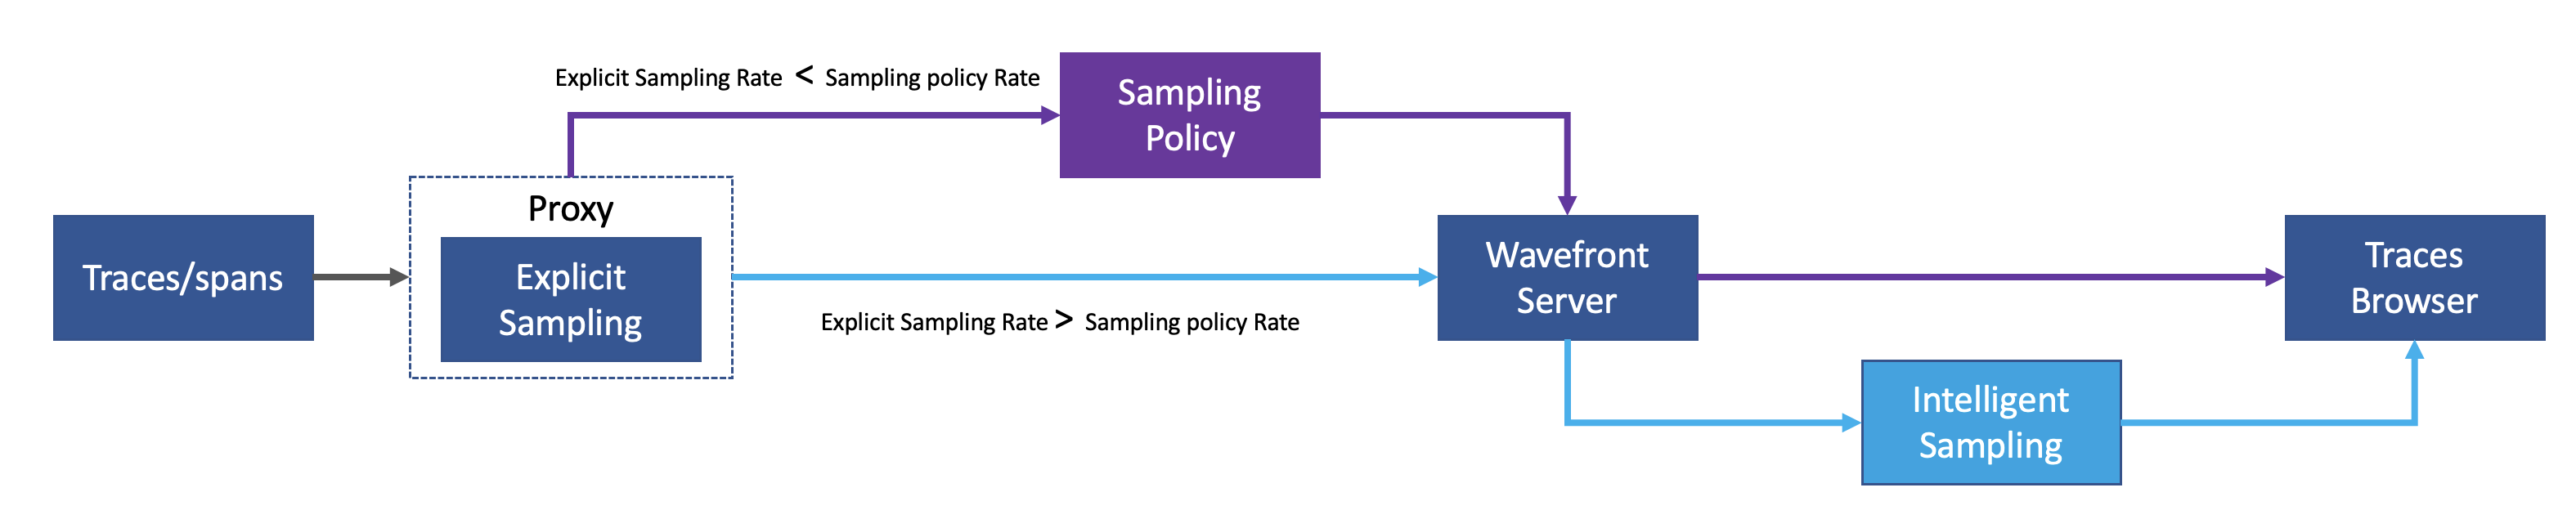 Explicit Sampling Rate < Sampling policy Rate
Sampling
Policy
Proxy
Traces/spans
Explicit
Sampling
Explicit Sampling Rate > Sampling policy Rate
Wavefront
Server
Traces
Browser
Intelligent
Sampling